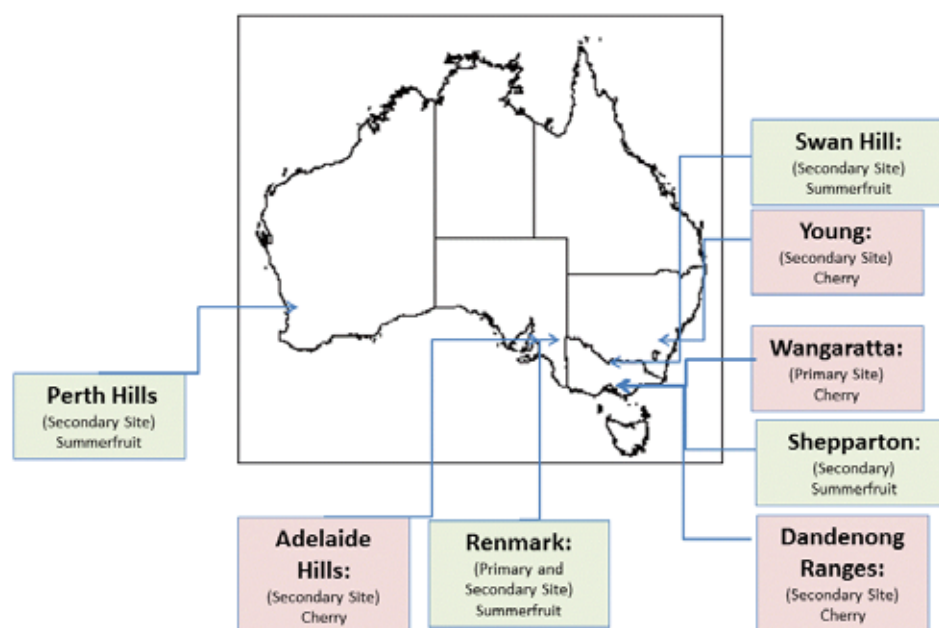 Swan Hill:
(Secondary Site)
Summerfruit
Young:
(Secondary Site)
Cherry
Wangaratta:
(Primary Site)
Cherry
Perth Hills
(Secondary Site)
Summerfruit
Shepparton:
(Secondary)
Summerfruit
Adelaide
Hills:
(Secondary Site)
Cherry
Renmark:
(Primary and
Secondary Site)
Summerfruit
Dandenong
Ranges:
(Secondary Site)
Cherry